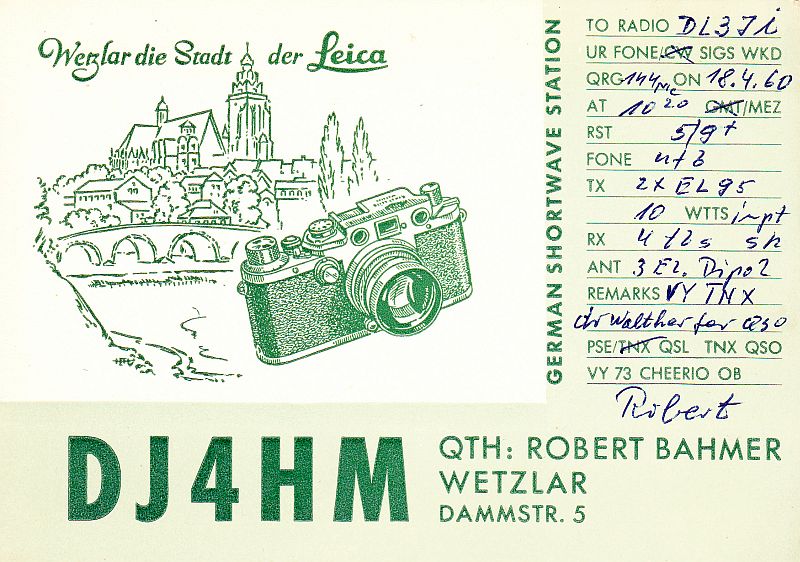 Wetzlar die Stadt der Leica
GERMAN SHORTWAVE STATION
TO RADIO DL3JI
UR FONE/CW SIGS WKD
QRG 144 MC ON 18.4.60
AT 1020 GMT/MEZ
RST 5/9+
FONE
TX 2x EL95
10 WTTS inpt
RX
ANT 3 El. Dipol
REMARKS VY TNX
dr Walther for QSO
PSE/TNX QSL TNX QSO
VY 73 CHEERIO OB
Robert
DJ4HM
QTH: ROBERT BAHMER
WETZLAR
DAMMSTR. 5